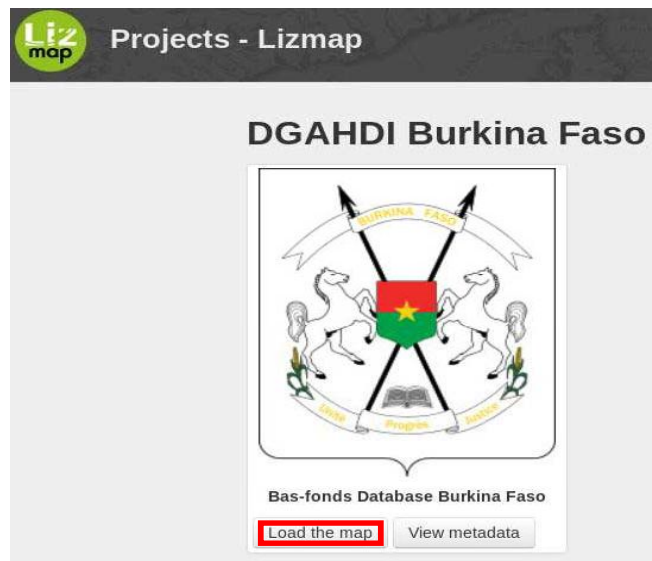 Liz
map
Projects - Lizmap
DGAHDI Burkina Faso
BURKINA FASO
Unité
Progrès
Justice
Bas-fonds Database Burkina Faso
Load the map
View metadata